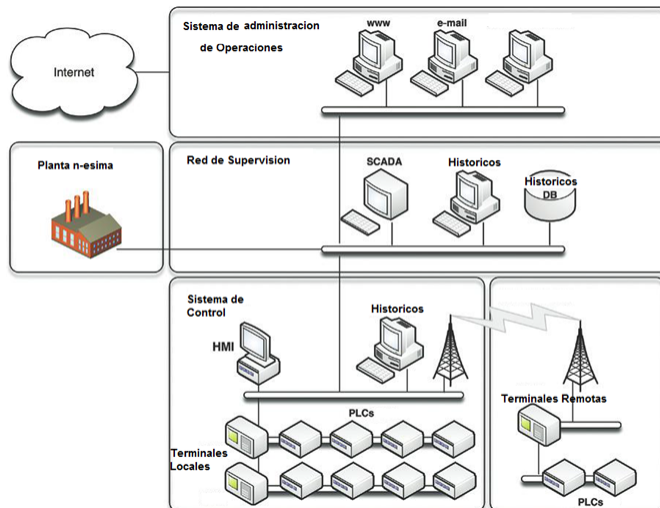 Sistema de administracion
de Operaciones
www
e-mail
Internet
Planta n-esima
Red de Supervision
SCADA
Historicos
Historicos
DB
Sistema de
Control
Historicos
HMI
PLCs
Terminales
Locales
Terminales Remotas
PLCs